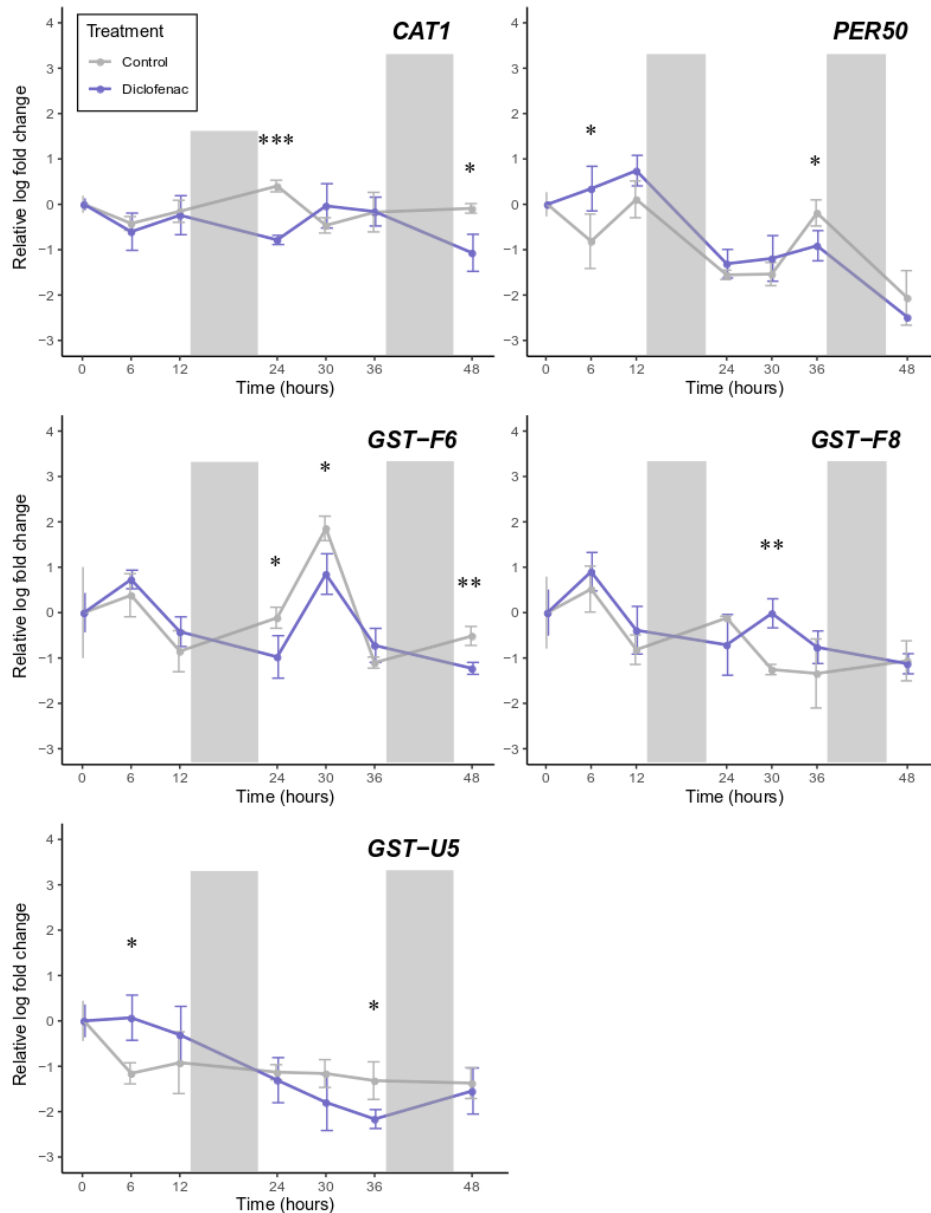 Treatment
Control
Diclofenac
CAT1
4
3
2
1
0
−1
−2
−3
Relative log fold change
***
*
0 6 12 24 30 36 48
Time (hours)
PER50
4
3
2
1
0
−1
−2
−3
Relative log fold change
*
*
0 6 12 24 30 36 48
Time (hours)
GST−F6
4
3
2
1
0
−1
−2
−3
Relative log fold change
*
*
**
0 6 12 24 30 36 48
Time (hours)
GST−F8
4
3
2
1
0
−1
−2
−3
Relative log fold change
**
0 6 12 24 30 36 48
Time (hours)
GST−U5
4
3
2
1
0
−1
−2
−3
Relative log fold change
*
*
0 6 12 24 30 36 48
Time (hours)